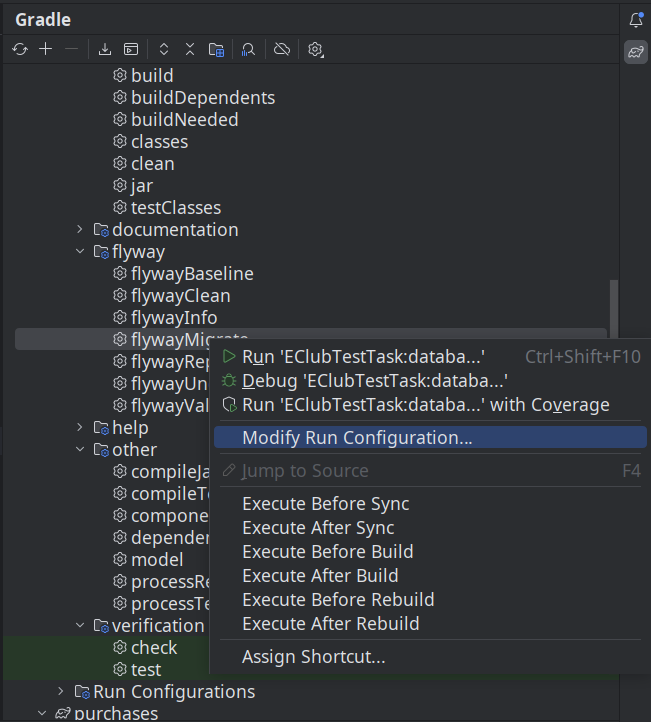 Gradle
build
buildDependents
buildNeeded
classes
clean
jar
testClasses
documentation
flyway
flywayBaseline
flywayClean
flywayInfo
flywayMigrate
Run 'EClubTestTask:databa...' Ctrl+Shift+F10
flywayRep
Debug 'EClubTestTask:databa...'
flywayUn
Run 'EClubTestTask:databa...' with Coverage
flywayVal
help
Modify Run Configuration...
other
compileJa
Jump to Source F4
compileTe
Execute Before Sync
compone
Execute After Sync
depender
Execute Before Build
model
Execute After Build
processRe
Execute Before Rebuild
processTe
Execute After Rebuild
verification
check
Assign Shortcut...
test
Run Configurations
purchases